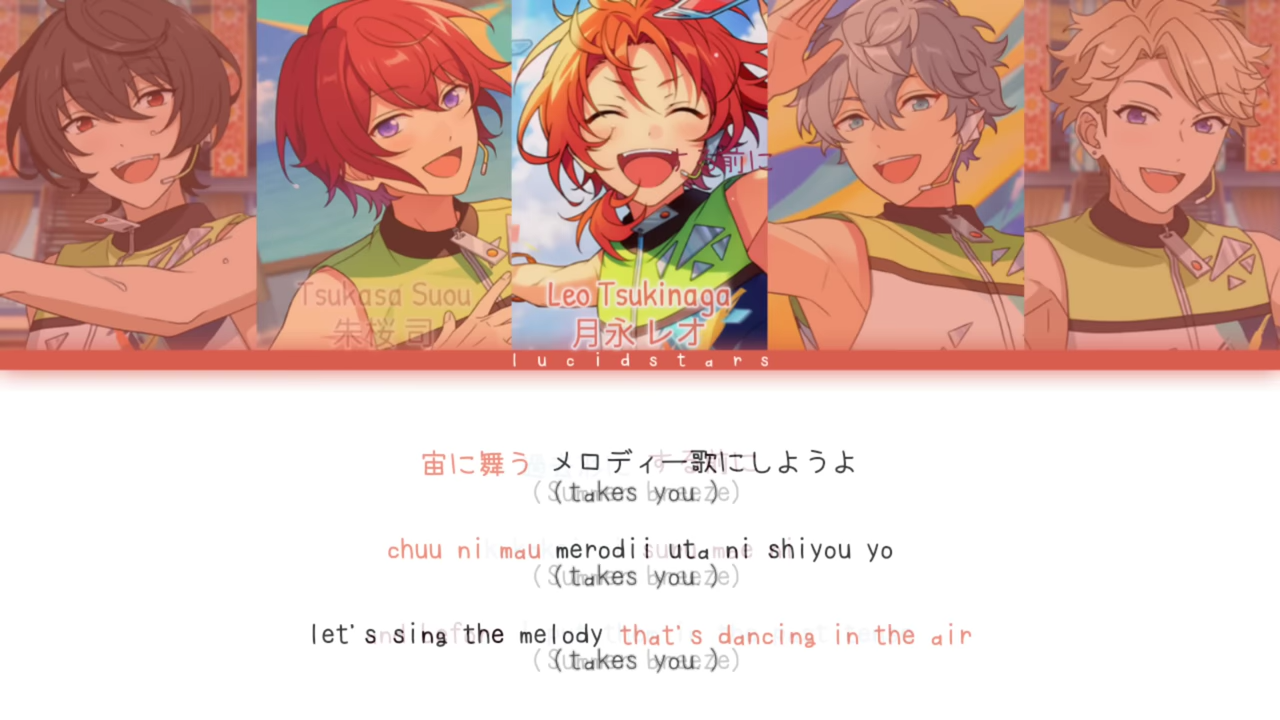 Tsukasa Suou Leo Tsukinaga
朱桜 司 月永 レオ
lucidstars
宙に舞う メロディー歌にしようよ
(takes you )
chuu ni mau merodii uta ni shiyou yo
(takes you )
let's sing the melody that's dancing in the air
(takes you )